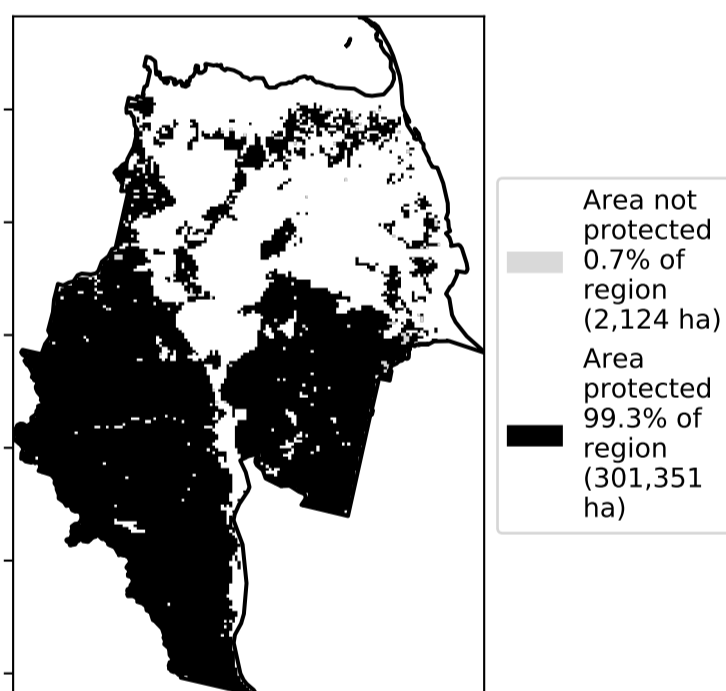 Area not
protected
0.7% of
region
(2,124 ha)
Area
protected
99.3% of
region
(301,351
ha)